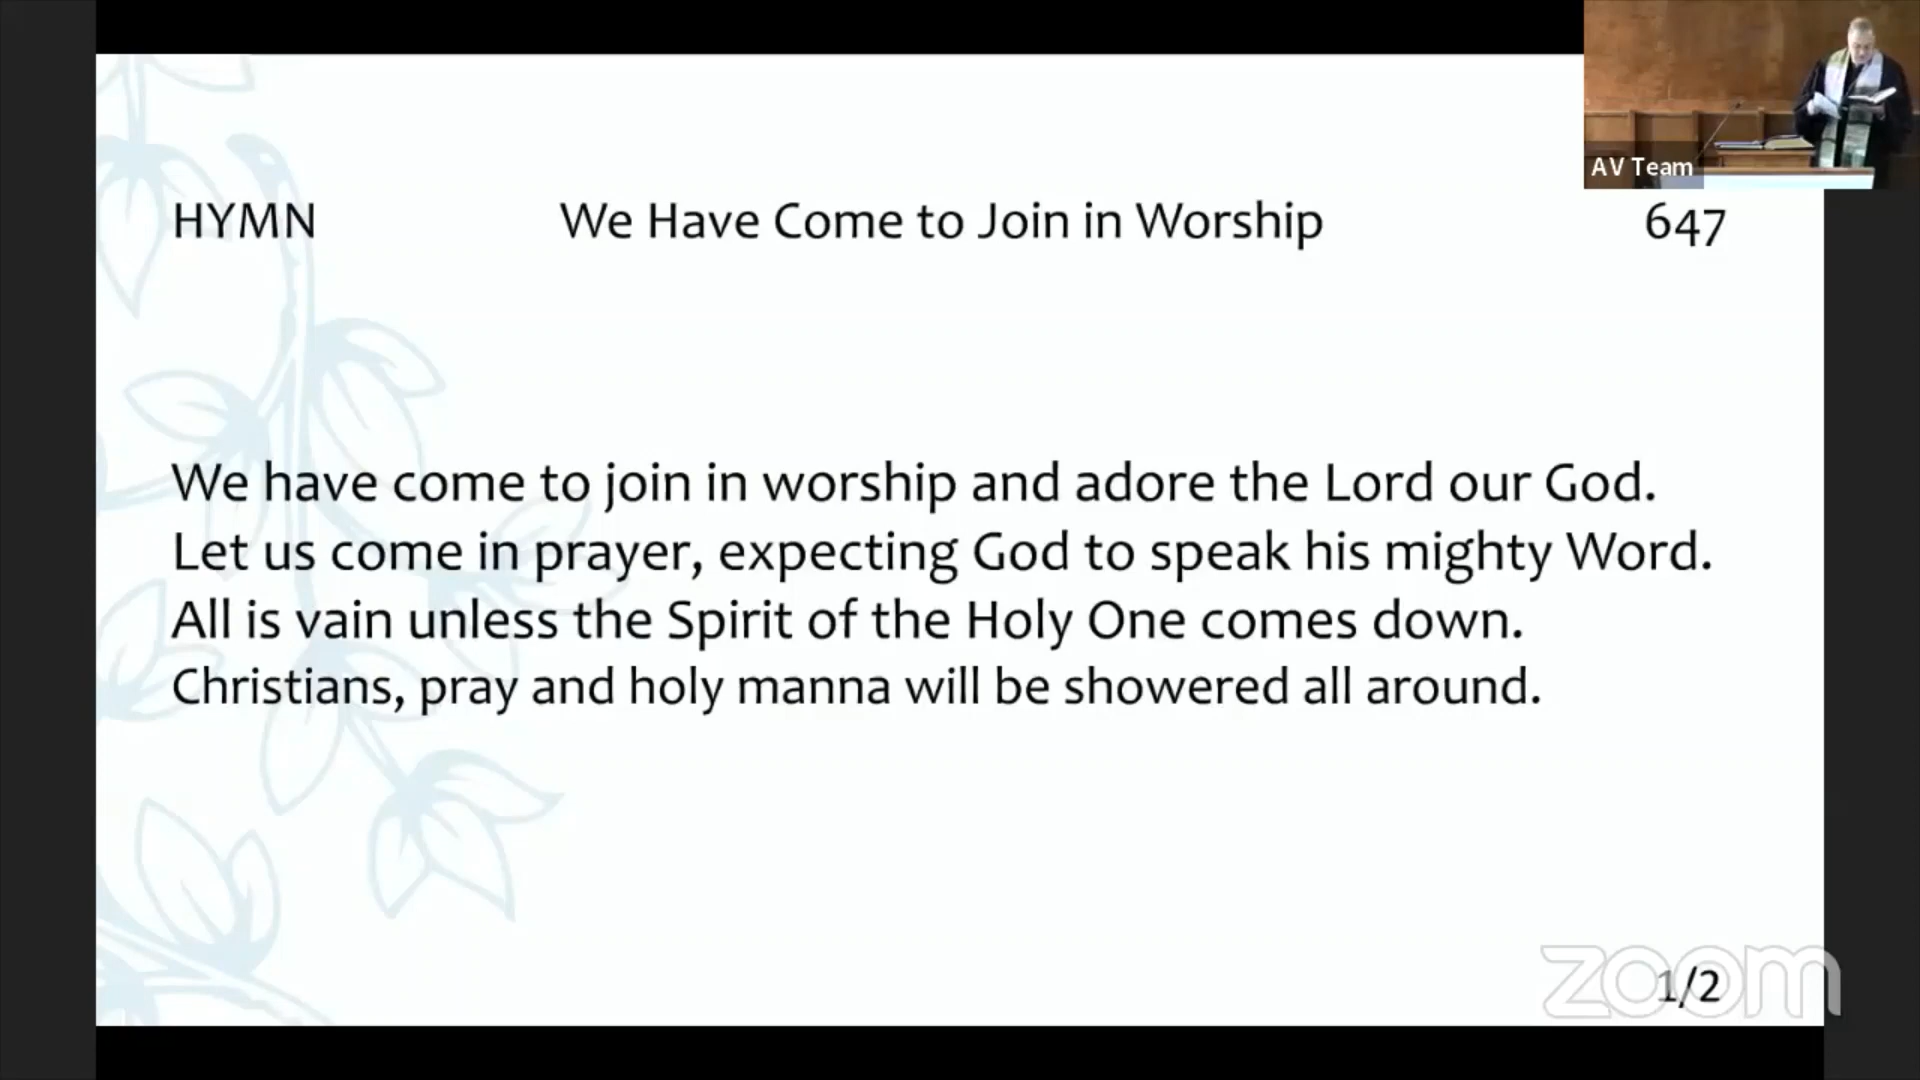 AV Team
HYMN We Have Come to Join in Worship 647
We have come to join in worship and adore the Lord our God.
Let us come in prayer, expecting God to speak his mighty Word.
All is vain unless the Spirit of the Holy One comes down.
Christians, pray and holy manna will be showered all around.
1/2
zoom